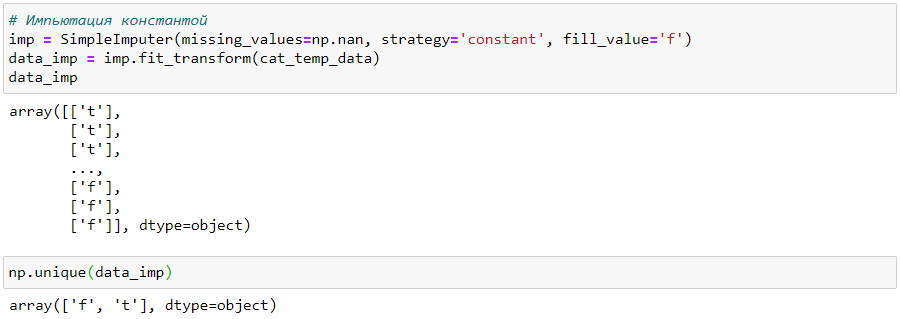 # Импьютация константой
imp = SimpleImputer(missing_values=np.nan, strategy='constant', fill_value='f')
data_imp = imp.fit_transform(cat_temp_data)
data_imp
array([['t'],
       ['t'],
       ['t'],
       ...,
       ['f'],
       ['f'],
       ['f']], dtype=object)
np.unique(data_imp)
array(['f', 't'], dtype=object)